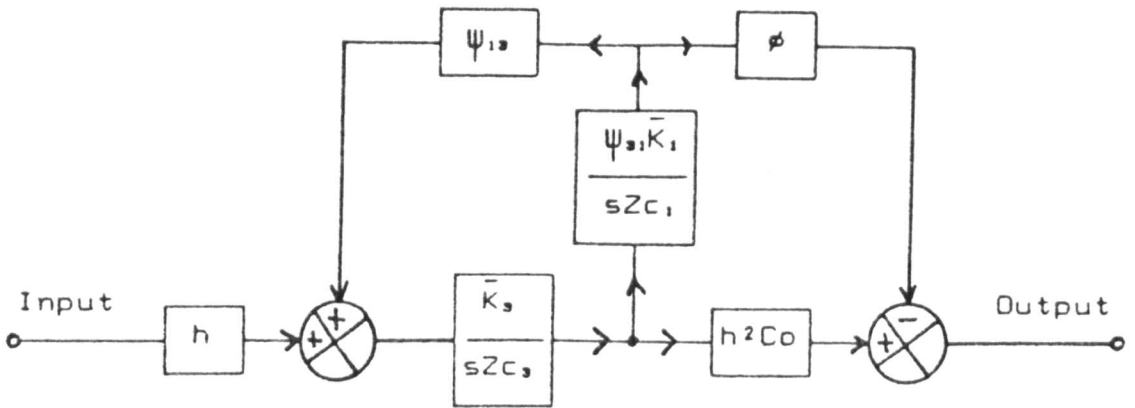 Ψ₁₃
ø
Ψ₃₁K̄₁
sZc₁
Input
Output
h
+
+
K̄₃
sZc₃
h²Co
−
+